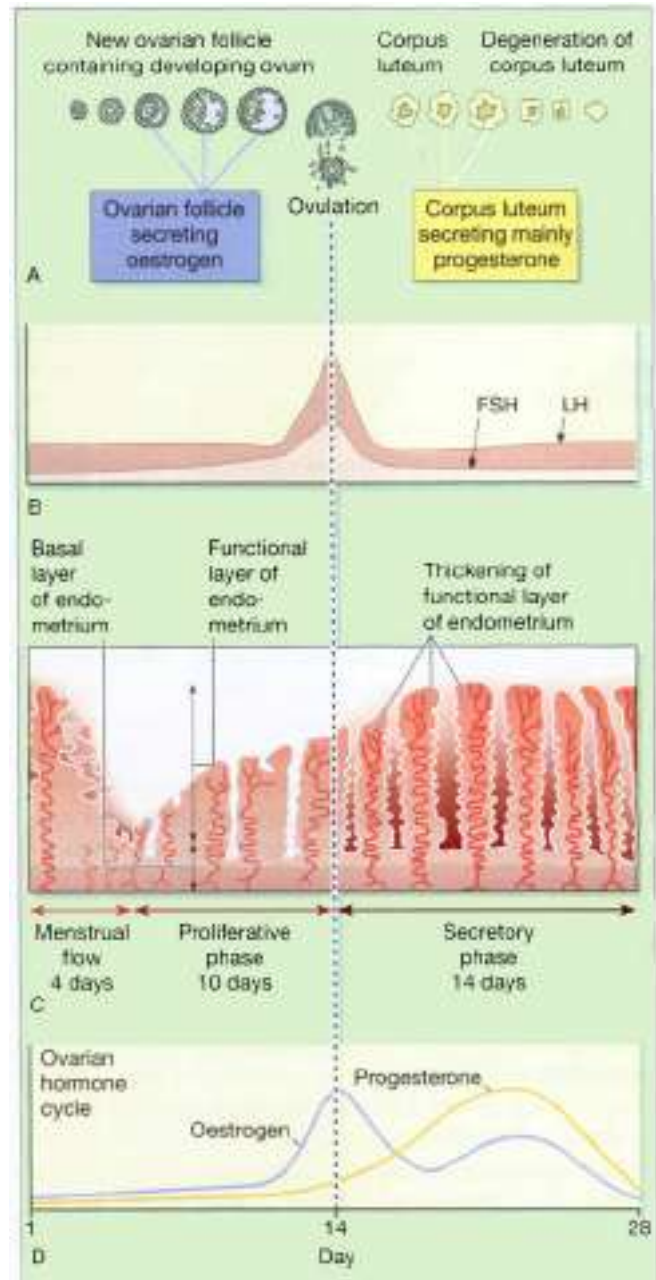 New ovarian follicle
containing developing ovum
Corpus
luteum
Degeneration of
corpus luteum
Ovarian follicle
secreting
oestrogen
Ovulation
Corpus luteum
secreting mainly
progesterone
A
FSH
LH
B
Basal
layer
of endo-
metrium
Functional
layer of
endo-
metrium
Thickening of
functional layer
of endometrium
Menstrual
flow
4 days
Proliferative
phase
10 days
Secretory
phase
14 days
C
Ovarian
hormone
cycle
Progesterone
Oestrogen
1
14
28
D
Day